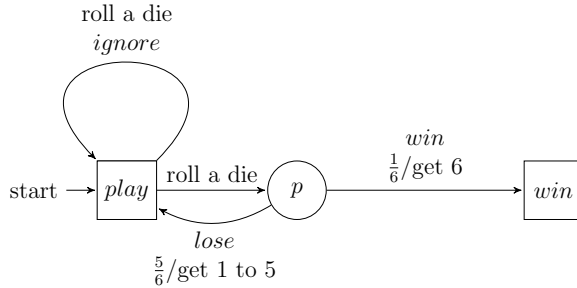 roll a die
ignore
start
play
roll a die
p
win
1/6/get 6
win
lose
5/6/get 1 to 5